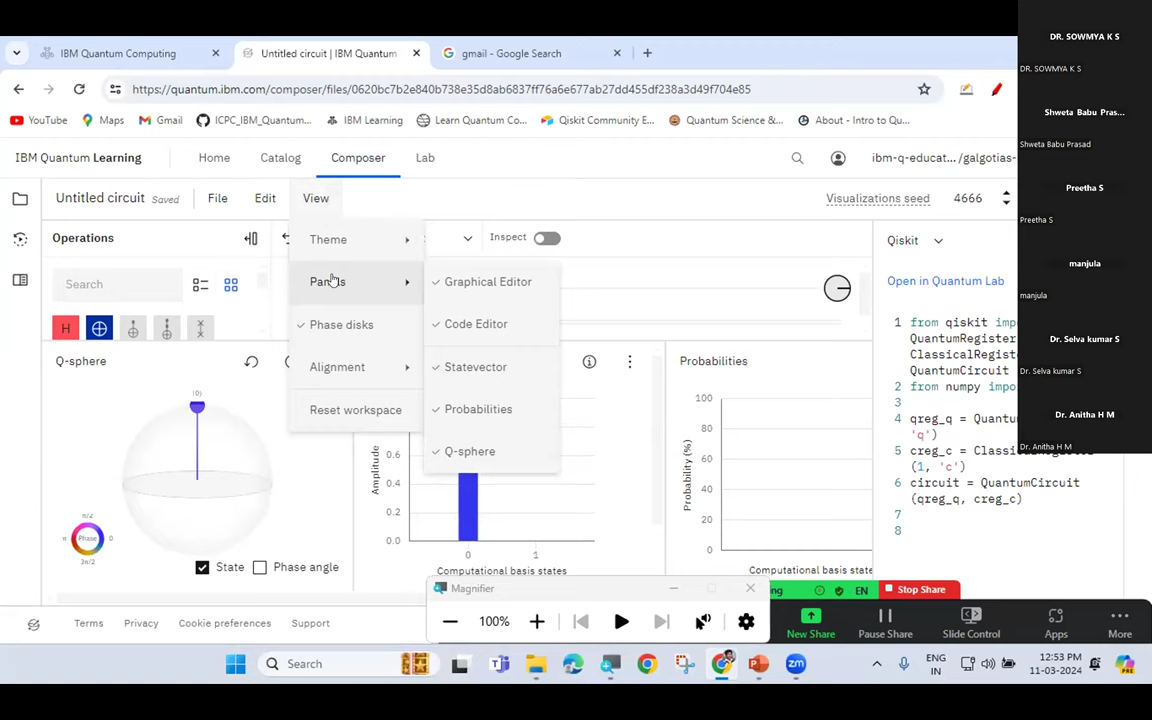 IBM Quantum Computing
Untitled circuit | IBM Quantum
gmail - Google Search
https://quantum.ibm.com/composer/files/0620bc7b2e840b738e35d8ab6837ff76a6e677ab27dd455df238a3d49f704e85
YouTube
Maps
Gmail
ICPC_IBM_Quantum...
IBM Learning
Learn Quantum Co...
Qiskit Community E...
Quantum Science &...
About - Intro to Qu...
IBM Quantum Learning
Home
Catalog
Composer
Lab
ibm-q-educat.../galgotias-
Untitled circuit Saved
File
Edit
View
Visualizations seed
4666
Operations
Inspect
Qiskit
Search
H
Open in Quantum Lab
Theme
Panels
Phase disks
Alignment
Reset workspace
Graphical Editor
Code Editor
Statevector
Probabilities
Q-sphere
1 from qiskit imp
QuantumRegister
ClassicalRegist
QuantumCircuit
2 from numpy impo
3
4 qreg_q = Quantum
'q')
5 creg_c =
(1, 'c')
6 circuit = QuantumCircuit
(qreg_q, creg_c)
7
8
Q-sphere
|0⟩
π/2
π
Phase
0
3π/2
State
Phase angle
Amplitude
0.6
0.4
0.2
0.0
0
1
Computational basis states
Probabilities
Probability (%)
100
80
60
40
20
0
Computational basis state
Terms
Privacy
Cookie preferences
Support
Magnifier
100%
EN
Stop Share
New Share
Pause Share
Slide Control
Apps
More
Search
ENG
IN
12:53 PM
11-03-2024
PRE
DR. SOWMYA K S
DR. SOWMYA K S
Shweta Babu Pras...
Shweta Babu Prasad
Preetha S
Preetha S
manjula
manjula
Dr. Selva kumar S
Dr. Selva kumar S
Dr. Anitha H M
Dr. Anitha H M